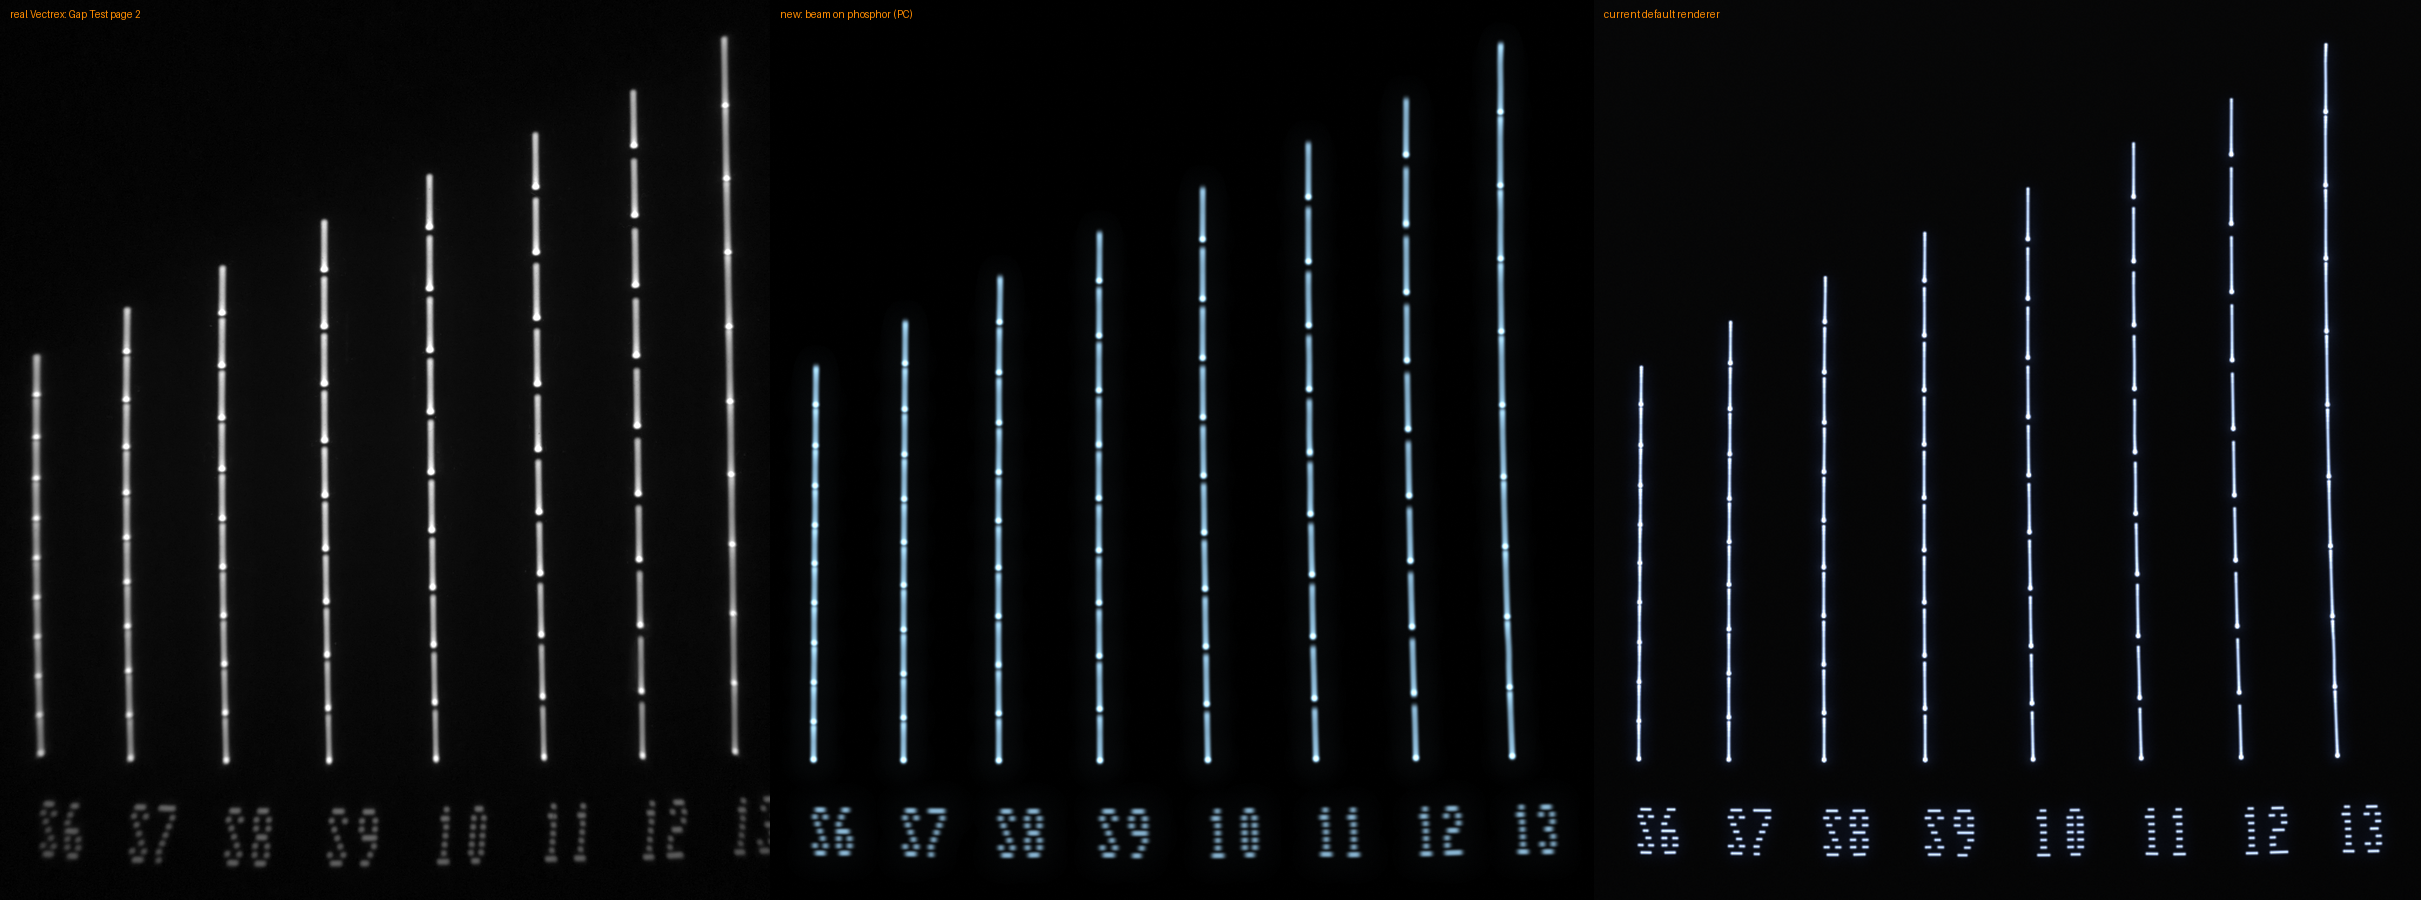 real Vectrex: Gap Test page 2
new: beam on phosphor (PC)
current default renderer
S6 S7 S8 S9 10 11 12 13
S6 S7 S8 S9 10 11 12 13
S6 S7 S8 S9 10 11 12 13